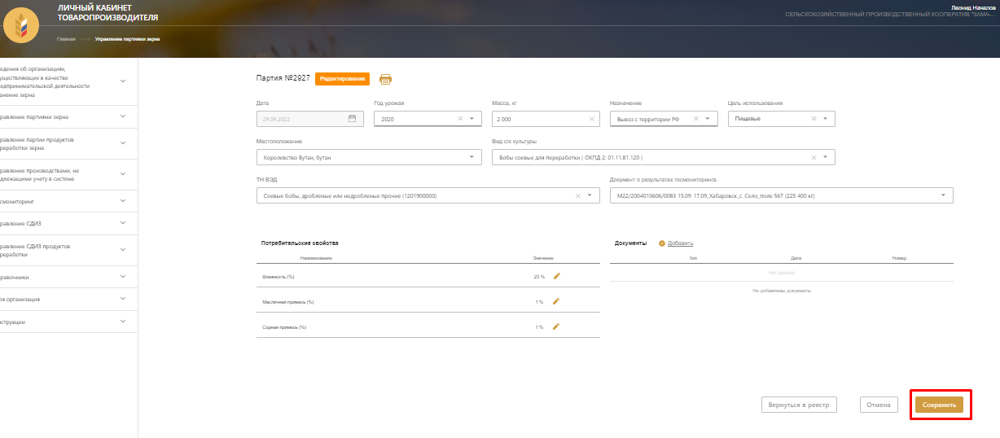 ЛИЧНЫЙ КАБИНЕТ
ТОВАРОПРОИЗВОДИТЕЛЯ
Леонид Началов
СЕЛЬСКОХОЗЯЙСТВЕННЫЙ ПРОИЗВОДСТВЕННЫЙ КООПЕРАТИВ "ЗАМА-...
Главная
Управление партиями зерна
едения об организациях,
уществляющих в качестве
едпринимательской деятельности
анение зерна
равление партиями зерна
равление партии продуктов
реработки зерна
равление производствами, не
длежащими учету в системе
смониторинг
равление СДИЗ
равление СДИЗ продуктов
реработки
равочники
оя организация
струкции
Партия №2927
Редактирование
Дата
Год урожая
Масса, кг
Назначение
Цель использования
29.09.2022
2020
2 000
Вывоз с территории РФ
Пищевые
Местоположение
Вид с/х культуры
Королевство Бутан, бутан
Бобы соевые для переработки ( ОКПД 2: 01.11.81.120 )
ТН ВЭД
Документ о результатах госмониторинга
Соевые бобы, дробленые или недробленые прочие (1201900000)
М22/2004010606/0083 15.09- 17.09_Хабаровск_с. Село_поле 567 (225 400 кг)
Потребительские свойства
Документы
Добавить
Наименование
Значение
Тип
Дата
Номер
Влажность (%)
23 %
Нет данных
Не добавлены документы
Масличная примесь (%)
1 %
Сорная примесь (%)
1 %
Вернуться в реестр
Отмена
Сохранить